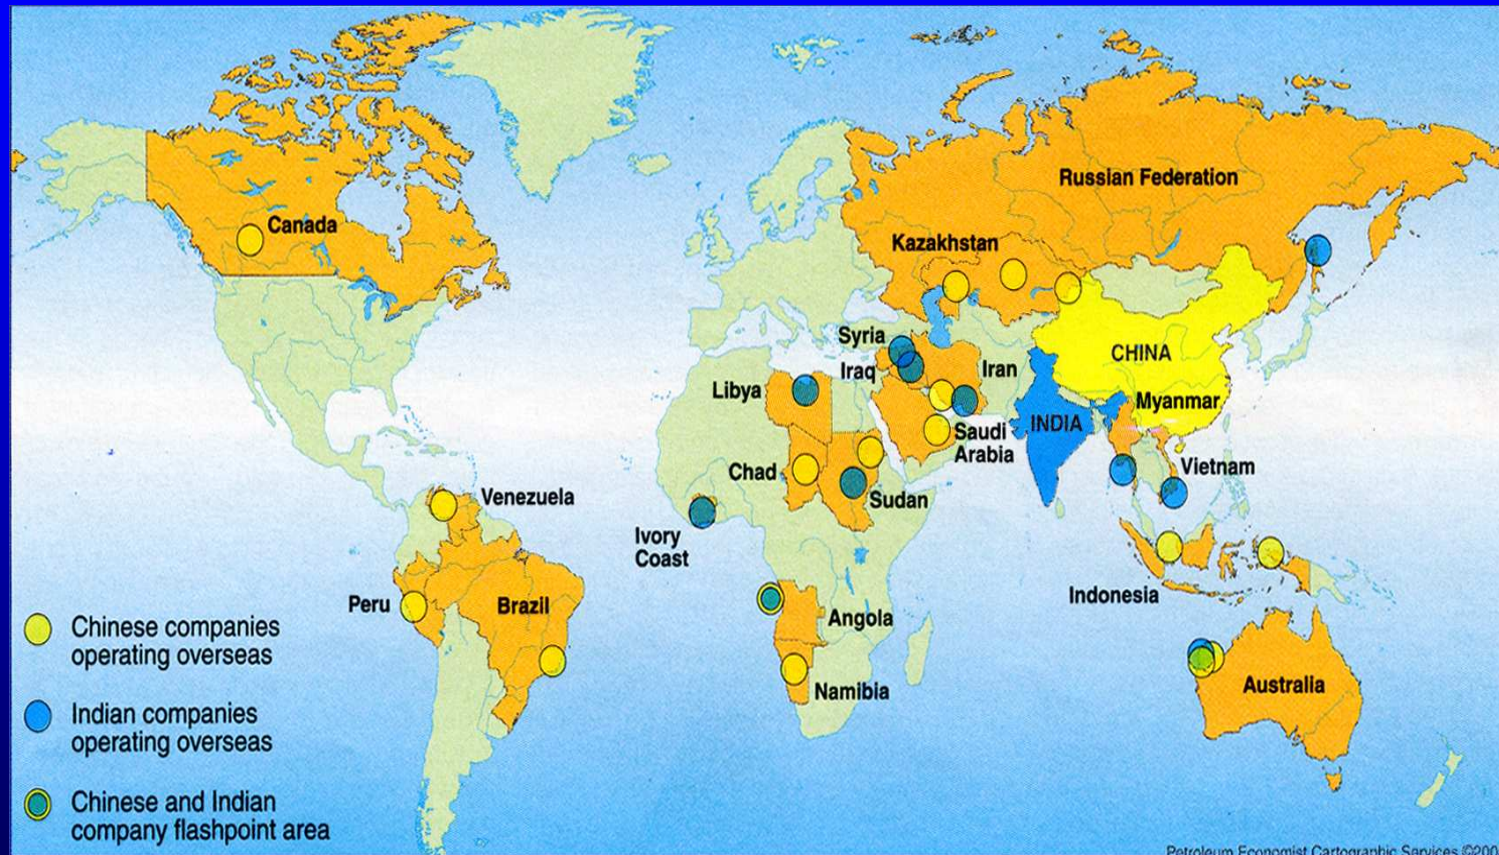 Canada
Russian Federation
Kazakhstan
Syria
Iraq
Iran
CHINA
Libya
Myanmar
INDIA
Saudi
Arabia
Chad
Sudan
Vietnam
Venezuela
Ivory
Coast
Indonesia
Peru
Brazil
Angola
Namibia
Australia
Chinese companies
operating overseas
Indian companies
operating overseas
Chinese and Indian
company flashpoint area
Petroleum Economist Cartographic Services